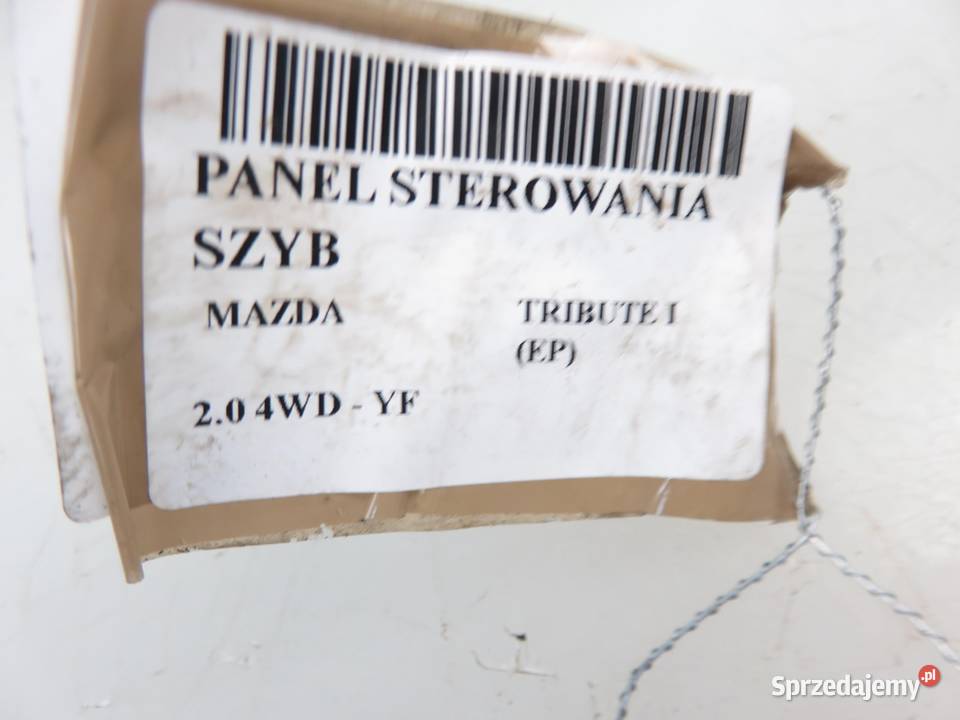 PANEL STEROWANIA
SZYB
MAZDA TRIBUTE I
(EP)
2.0 4WD - YF
Sprzedajemy.pl